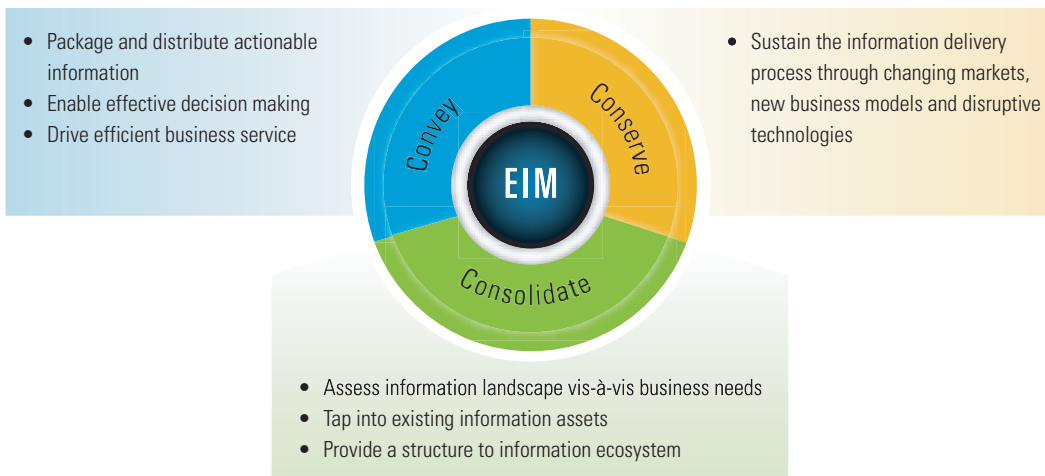 • Package and distribute actionable
information
• Enable effective decision making
• Drive efficient business service
Convey
Conserve
EIM
Consolidate
• Sustain the information delivery
process through changing markets,
new business models and disruptive
technologies
• Assess information landscape vis-à-vis business needs
• Tap into existing information assets
• Provide a structure to information ecosystem